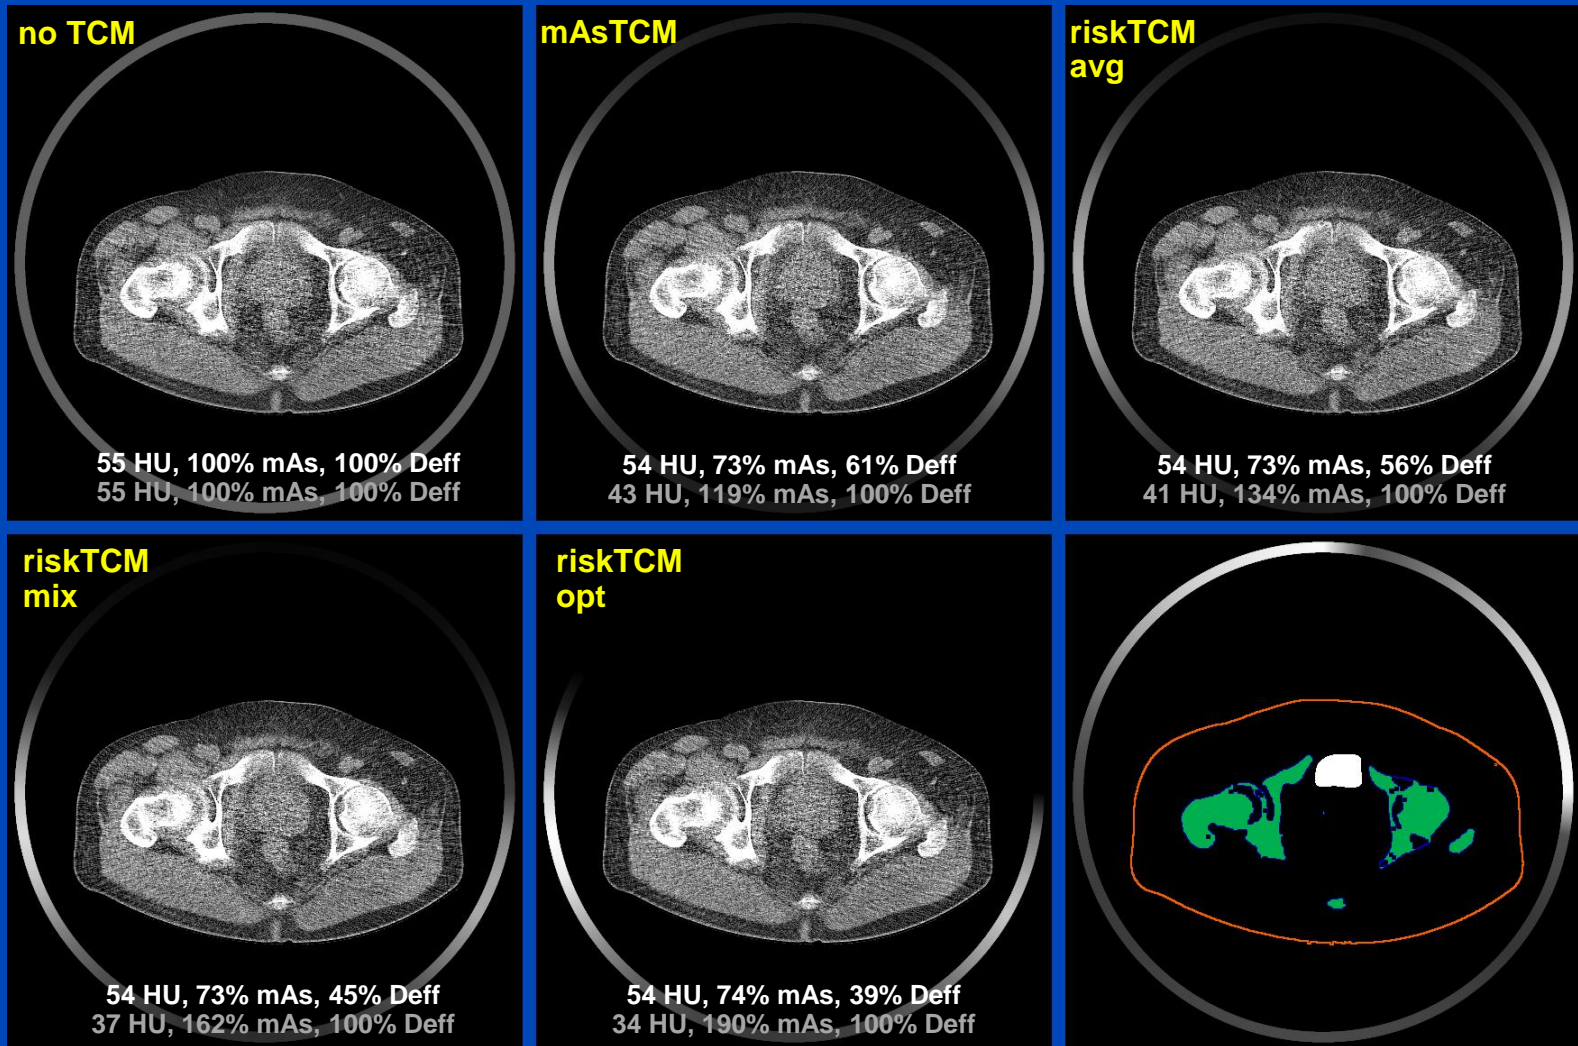 no TCM
55 HU, 100% mAs, 100% Deff
55 HU, 100% mAs, 100% Deff
mAsTCM
54 HU, 73% mAs, 61% Deff
43 HU, 119% mAs, 100% Deff
riskTCM
avg
54 HU, 73% mAs, 56% Deff
41 HU, 134% mAs, 100% Deff
riskTCM
mix
54 HU, 73% mAs, 45% Deff
37 HU, 162% mAs, 100% Deff
riskTCM
opt
54 HU, 74% mAs, 39% Deff
34 HU, 190% mAs, 100% Deff